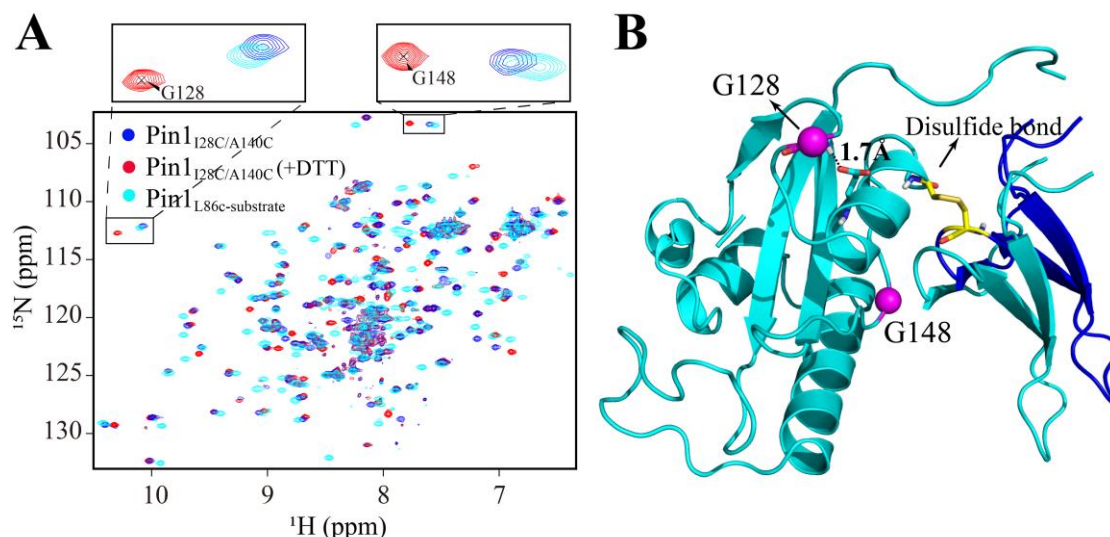 A
G128
G148
Pin1I28C/A140C
Pin1I28C/A140C (+DTT)
Pin1L86c-substrate
105
110
115
120
125
130
15N (ppm)
10 9 8 7
1H (ppm)
B
G128
Disulfide bond
1.7Å
G148